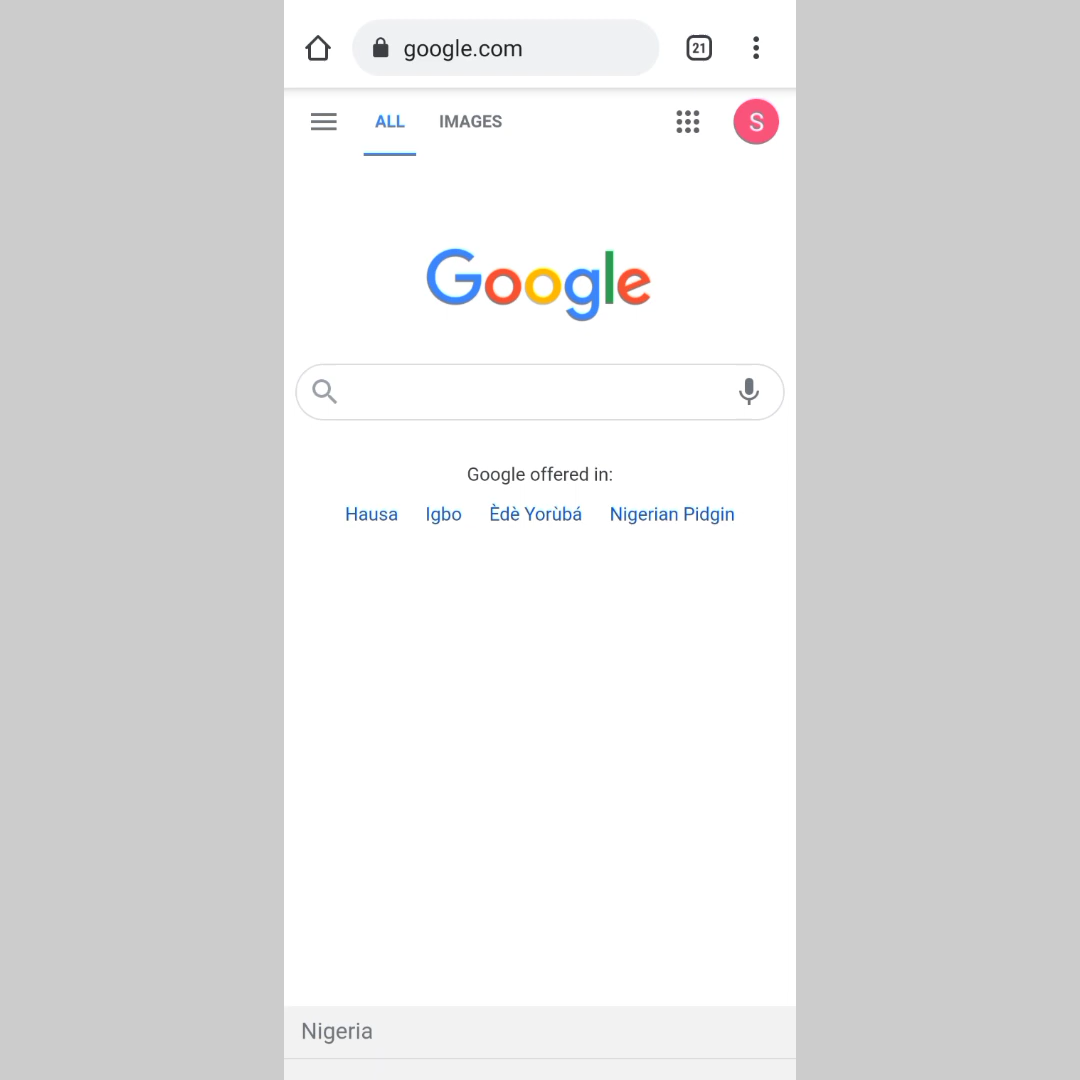 google.com 21
ALL IMAGES S
Google
Google offered in:
Hausa Igbo Èdè Yorùbá Nigerian Pidgin
Nigeria